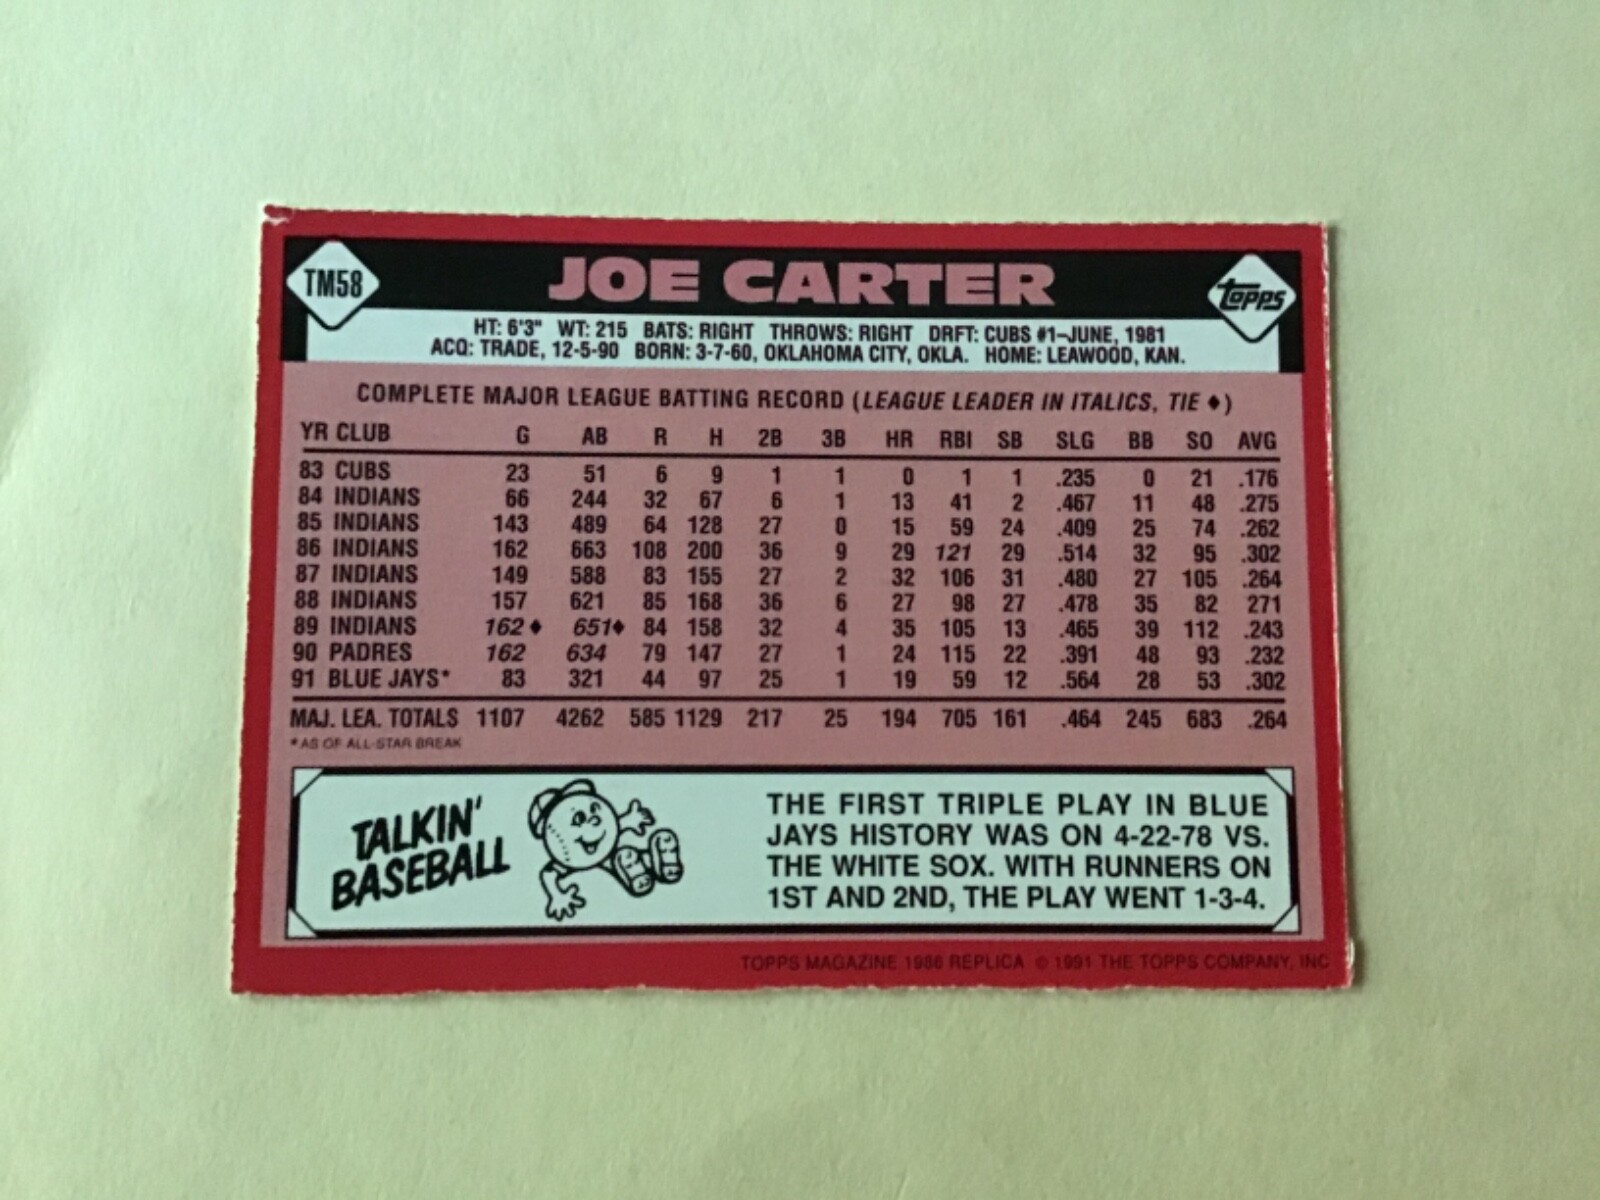 TM58
JOE CARTER
topps
HT: 6'3" WT: 215 BATS: RIGHT THROWS: RIGHT DRFT: CUBS #1–JUNE, 1981
ACQ: TRADE, 12-5-90 BORN: 3-7-60, OKLAHOMA CITY, OKLA. HOME: LEAWOOD, KAN.
COMPLETE MAJOR LEAGUE BATTING RECORD (LEAGUE LEADER IN ITALICS, TIE ♦)
YR CLUB G AB R H 2B 3B HR RBI SB SLG BB SO AVG
83 CUBS 23 51 6 9 1 1 0 1 1 .235 0 21 .176
84 INDIANS 66 244 32 67 6 1 13 41 2 .467 11 48 .275
85 INDIANS 143 489 64 128 27 0 15 59 24 .409 25 74 .262
86 INDIANS 162 663 108 200 36 9 29 121 29 .514 32 95 .302
87 INDIANS 149 588 83 155 27 2 32 106 31 .480 27 105 .264
88 INDIANS 157 621 85 168 36 6 27 98 27 .478 35 82 271
89 INDIANS 162♦ 651♦ 84 158 32 4 35 105 13 .465 39 112 .243
90 PADRES 162 634 79 147 27 1 24 115 22 .391 48 93 .232
91 BLUE JAYS* 83 321 44 97 25 1 19 59 12 .564 28 53 .302
MAJ. LEA. TOTALS 1107 4262 585 1129 217 25 194 705 161 .464 245 683 .264
*AS OF ALL-STAR BREAK
TALKIN'
BASEBALL
THE FIRST TRIPLE PLAY IN BLUE
JAYS HISTORY WAS ON 4-22-78 VS.
THE WHITE SOX. WITH RUNNERS ON
1ST AND 2ND, THE PLAY WENT 1-3-4.
TOPPS MAGAZINE 1986 REPLICA © 1991 THE TOPPS COMPANY, INC